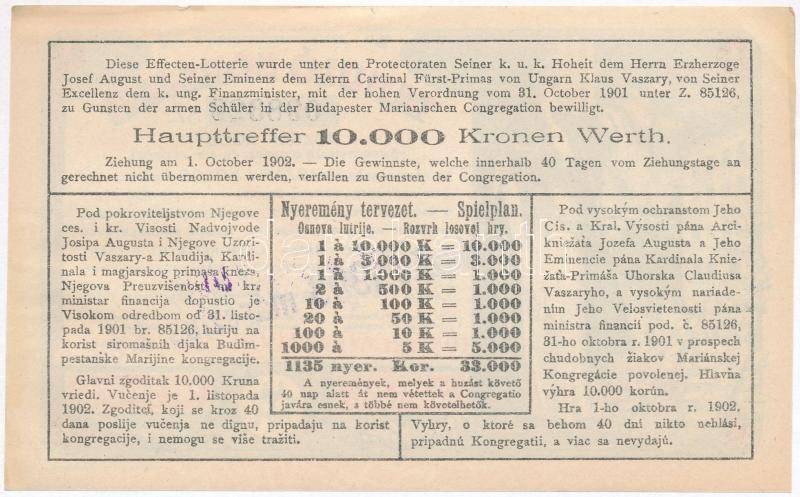 Diese Effecten-Lotterie wurde unter den Protectoraten Seiner k. u. k. Hoheit dem Herrn Erzherzoge
Josef August und Seiner Eminenz dem Herrn Cardinal Fürst-Primas von Ungarn Klaus Vaszary, von Seiner
Excellenz dem k. ung. Finanzminister, mit der hohen Verordnung vom 31. October 1901 unter Z. 85126,
zu Gunsten der armen Schüler in der Budapester Marianischen Congregation bewilligt.
Haupttreffer 10.000 Kronen Werth.
Ziehung am 1. October 1902. — Die Gewinnste, welche innerhalb 40 Tagen vom Ziehungstage an
gerechnet nicht übernommen werden, verfallen zu Gunsten der Congregation.
Pod pokroviteljstvom Njegove
ces. i kr. Visosti Nadvojvode
Josipa Augusta i Njegove Uzori-
tosti Vaszary-a Klaudija, Kardi-
nala i magjarskog primasa kneza,
Njegova Preuzvišenost kr.
ministar financija dopustio je
Visokom odredbom od 31. listo-
pada 1901 br. 85126, lutriju na
korist siromašnih djaka Budim-
pestanske Marijine kongregacije.
Glavni zgoditak 10.000 Kruna
vriedi. Vučenje je 1. listopada
1902. Zgoditci, koji se kroz 40
dana poslije vučenja ne dignu, pripadaju na korist
kongregacije, i nemogu se više tražiti.
Nyeremény tervezet. — Spielplan.
Osnova lutrije. — Rozvrh losovej hry.
1 à 10.000 K = 10.000
1 à 3.000 K = 3.000
1 à 1.000 K = 1.000
2 à 500 K = 1.000
10 à 100 K = 1.000
20 à 50 K = 1.000
100 à 10 K = 1.000
1000 à 5 K = 5.000
1135 nyer. Kor. 33.000
A nyeremények, melyek a huzást követő
40 nap alatt át nem vétettek a Congregatio
javára esnek, s többé nem követelhetők.
Pod vysokým ochranstom Jeho
Cis. a Kral. Výsosti pána Arci-
kniežaťa Jozefa Augusta a Jeho
Eminencie pána Kardinala Knie-
žaťa-Primáša Uhorska Claudiusa
Vaszaryho, a vysokým nariade-
ním Jeho Velosvietenosti pána
ministra financií pod. č. 85126,
31-ho oktobra r. 1901 v prospech
chudobnych žiakov Mariánskej
Kongregácie povolenej. Hlavňa
výhra 10.000 korún.
Hra 1-ho oktobra r. 1902.
Vyhry, o ktoré sa behom 40 dní nikto nehlási,
pripadnú Kongregatii, a viac sa nevydajú.